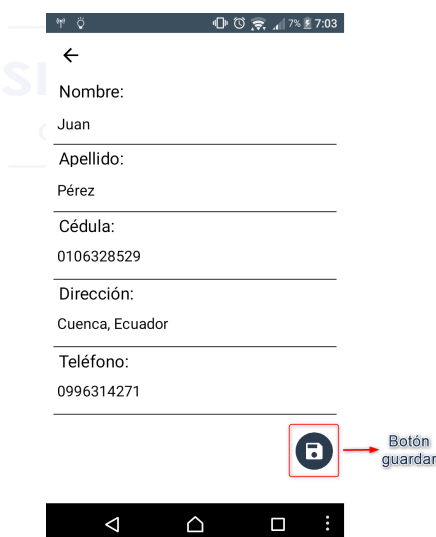 7% 7:03
Nombre:
Juan
Apellido:
Pérez
Cédula:
0106328529
Dirección:
Cuenca, Ecuador
Teléfono:
0996314271
Botón
guardar